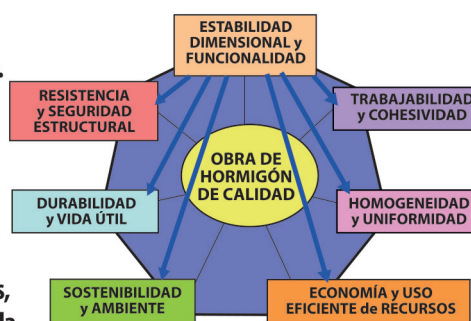 ESTABILIDAD
DIMENSIONAL y
FUNCIONALIDAD
RESISTENCIA
y SEGURIDAD
ESTRUCTURAL
TRABAJABILIDAD
y COHESIVIDAD
OBRA DE
HORMIGÓN
DE CALIDAD
DURABILIDAD
y VIDA ÚTIL
HOMOGENEIDAD
y UNIFORMIDAD
SOSTENIBILIDAD
y AMBIENTE
ECONOMÍA y USO
EFICIENTE de RECURSOS